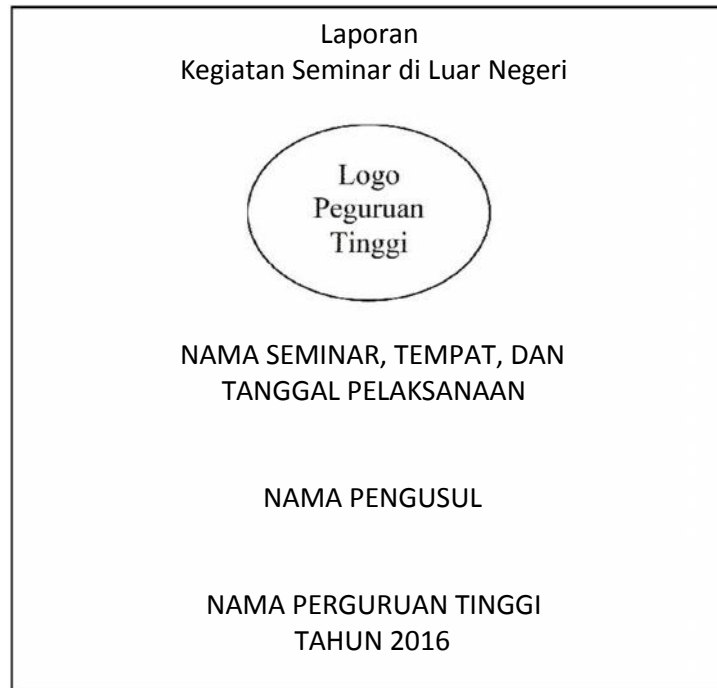 Laporan
Kegiatan Seminar di Luar Negeri
Logo
Peguruan
Tinggi
NAMA SEMINAR, TEMPAT, DAN
TANGGAL PELAKSANAAN
NAMA PENGUSUL
NAMA PERGURUAN TINGGI
TAHUN 2016